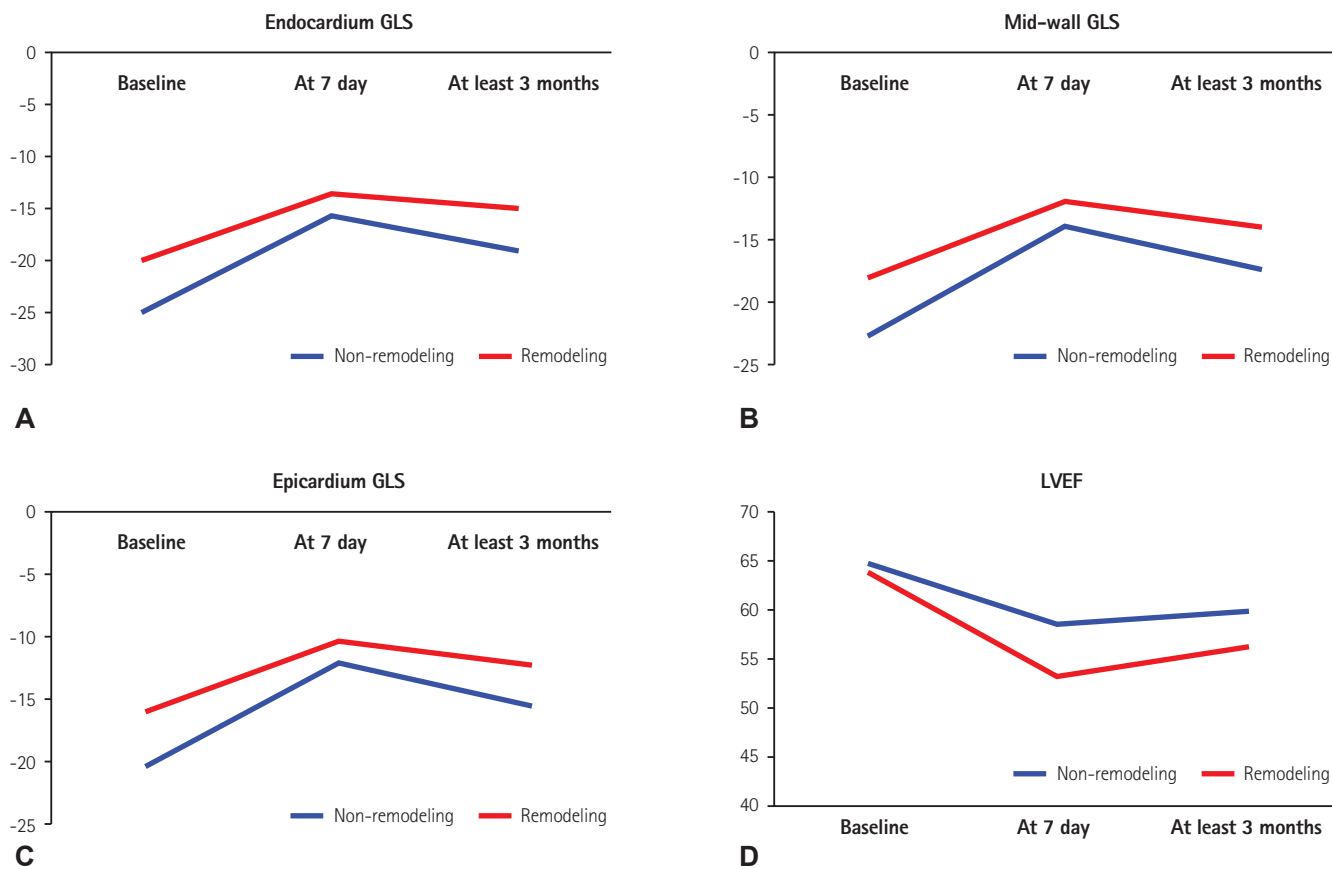 Endocardium GLS
0
Baseline At 7 day At least 3 months
-5
-10
-15
-20
-25
-30
Non-remodeling Remodeling
A
Mid-wall GLS
0
Baseline At 7 day At least 3 months
-5
-10
-15
-20
-25
Non-remodeling Remodeling
B
Epicardium GLS
0
Baseline At 7 day At least 3 months
-5
-10
-15
-20
-25
Non-remodeling Remodeling
C
LVEF
70
65
60
55
50
45
40
Non-remodeling Remodeling
Baseline At 7 day At least 3 months
D